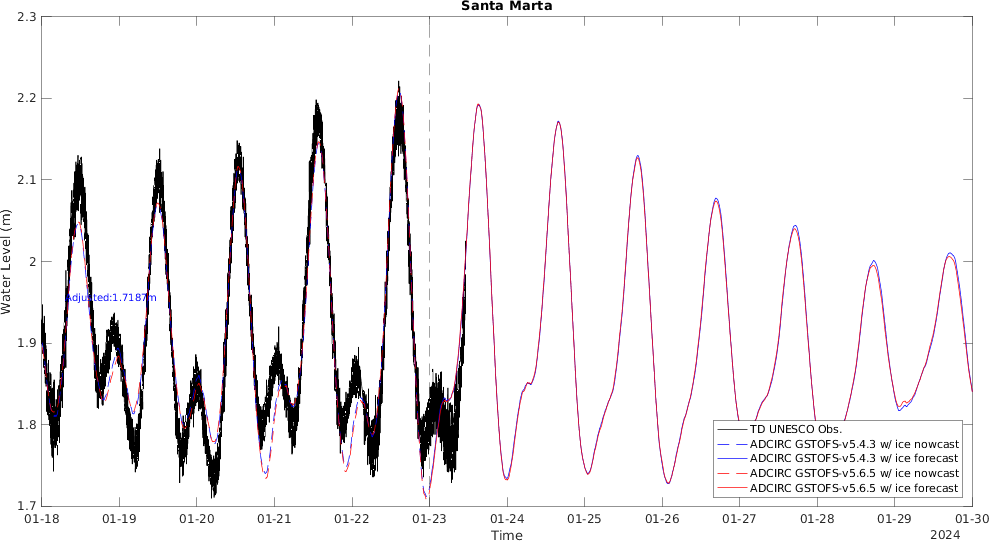 Santa Marta
2.3
2.2
2.1
2
1.9
1.8
1.7
Water Level (m)
Adjusted:1.7187m
TD UNESCO Obs.
ADCIRC GSTOFS-v5.4.3 w/ ice nowcast
ADCIRC GSTOFS-v5.4.3 w/ ice forecast
ADCIRC GSTOFS-v5.6.5 w/ ice nowcast
ADCIRC GSTOFS-v5.6.5 w/ ice forecast
01-18 01-19 01-20 01-21 01-22 01-23 01-24 01-25 01-26 01-27 01-28 01-29 01-30
Time
2024